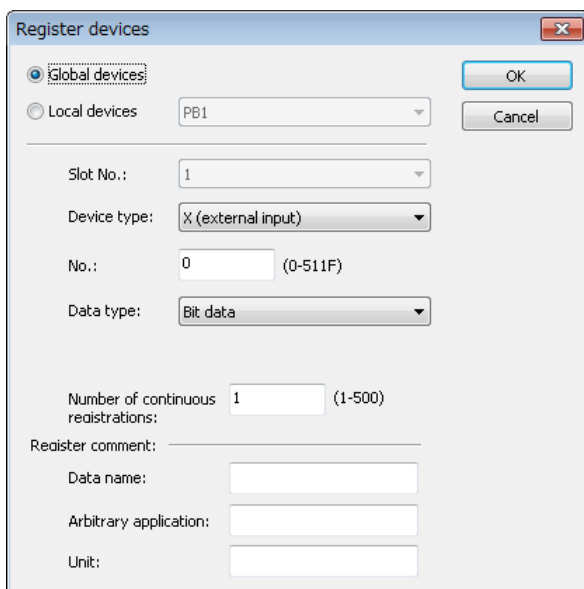 Register devices
Global devices
OK
Local devices
PB1
Cancel
Slot No.:
1
Device type:
X (external input)
No.:
0
(0-511F)
Data type:
Bit data
Number of continuous
registrations:
1
(1-500)
Register comment:
Data name:
Arbitrary application:
Unit: